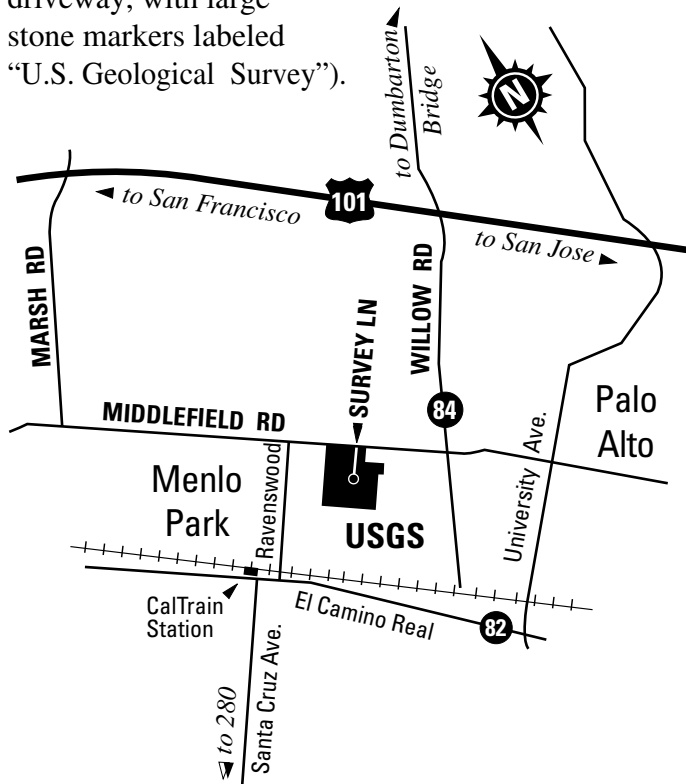 driveway, with large
stone markers labeled
“U.S. Geological Survey”).
to Dumbarton
Bridge
N
to San Francisco
101
to San Jose
MARSH RD
WILLOW RD
SURVEY LN
84
MIDDLEFIELD RD
Palo
Alto
University Ave.
Menlo
Park
Ravenswood
USGS
CalTrain
Station
El Camino Real
82
Santa Cruz Ave.
to 280